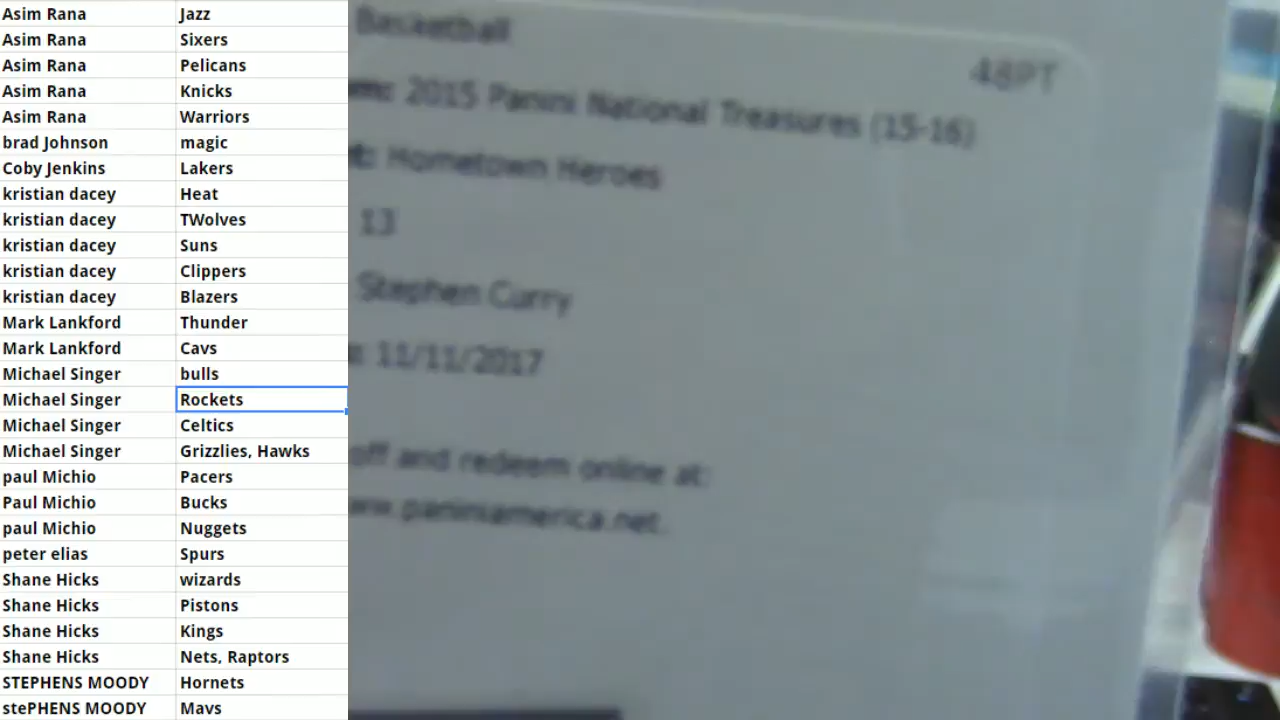 Asim Rana Jazz
Asim Rana Sixers
Asim Rana Pelicans
Asim Rana Knicks
Asim Rana Warriors
brad Johnson magic
Coby Jenkins Lakers
kristian dacey Heat
kristian dacey TWolves
kristian dacey Suns
kristian dacey Clippers
kristian dacey Blazers
Mark Lankford Thunder
Mark Lankford Cavs
Michael Singer bulls
Michael Singer Rockets
Michael Singer Celtics
Michael Singer Grizzlies, Hawks
paul Michio Pacers
Paul Michio Bucks
paul Michio Nuggets
peter elias Spurs
Shane Hicks wizards
Shane Hicks Pistons
Shane Hicks Kings
Shane Hicks Nets, Raptors
STEPHENS MOODY Hornets
stePHENS MOODY Mavs
Basketball
48PT
2015 Panini National Treasures (15-16)
Hometown Heroes
13
Stephen Curry
11/11/2017
off and redeem online at:
.paniniamerica.net.